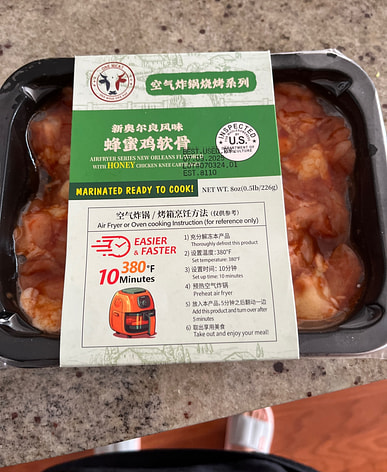 空气炸锅烧烤系列
新奥尔良风味
蜂蜜鸡软骨
AIRFRYER SERIES NEW ORLEANS FLAVORED
WITH HONEY CHICKEN KNEE CARTILAGE
INSPECTED
U.S.
DEPARTMENT OF
AGRICULTURE
EST.8110
MARINATED READY TO COOK!
NET WT. 8oz(0.5lb/226g)
空气炸锅/烤箱烹饪方法(仅供参考)
Air Fryer or Oven cooking Instruction (for reference only)
EASIER
& FASTER
380°F
10 Minutes
1) 充分解冻本产品
Thoroughly defrost this product
2) 设置温度:380°F
Set temperature: 380°F
3) 设置时间: 10分钟
Set up time: 10 minutes
4) 预热空气炸锅
Preheat air fryer
5) 放入本产品, 5分钟之后翻动一边
Add this product and turn over after
5 minutes
6) 取出享用美食
Take out and enjoy your meal!